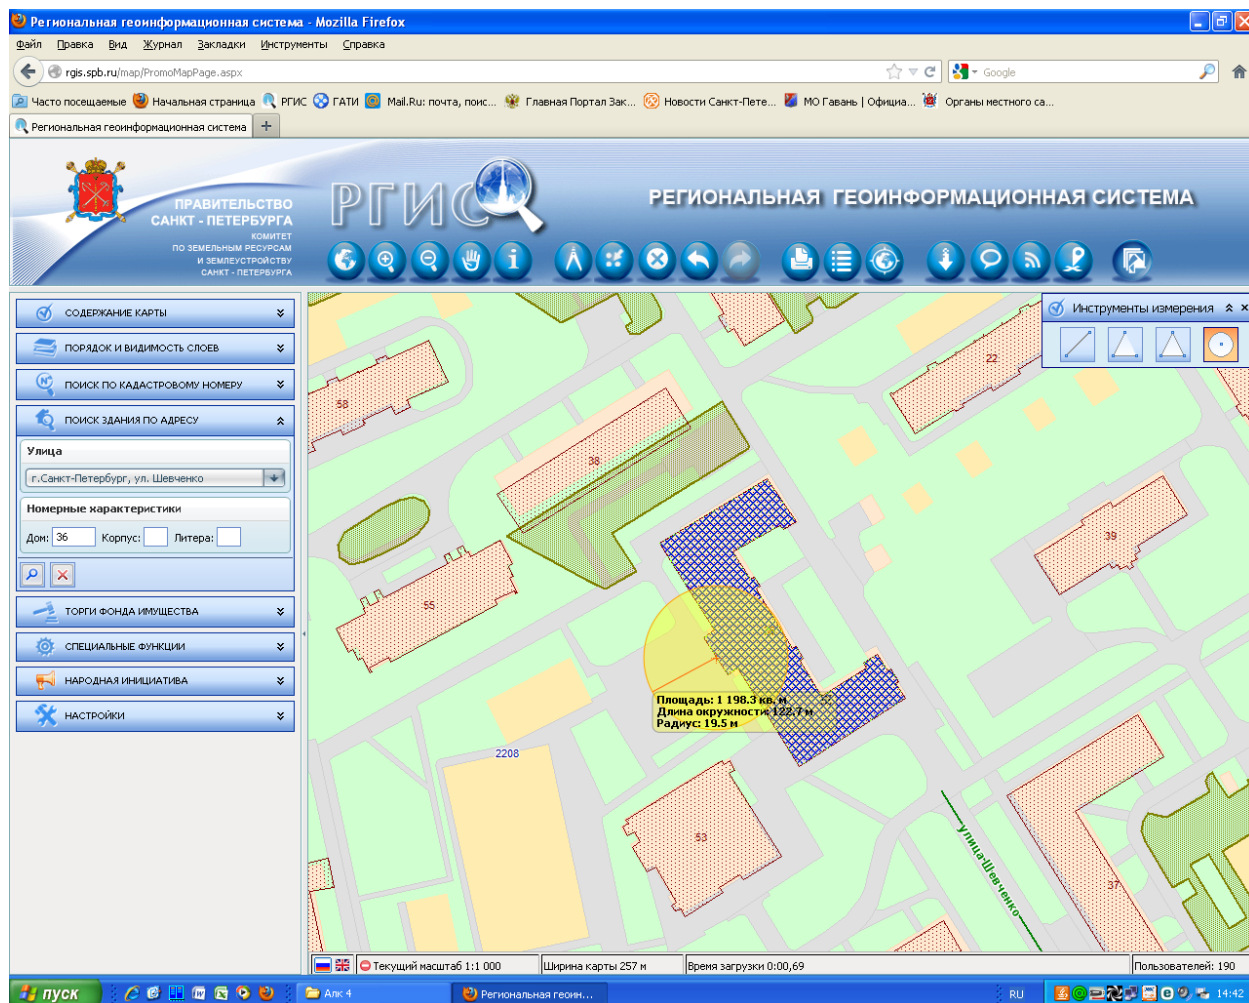 Региональная геоинформационная система - Mozilla Firefox
Файл Правка Вид Журнал Закладки Инструменты Справка
rgis.spb.ru/map/PromoMapPage.aspx
Google
Часто посещаемые Начальная страница РГИС ГАТИ Mail.Ru: почта, поис... Главная Портал Зак... Новости Санкт-Пете... МО Гавань | Официа... Органы местного са...
Региональная геоинформационная система
ПРАВИТЕЛЬСТВО
САНКТ - ПЕТЕРБУРГА
КОМИТЕТ
ПО ЗЕМЕЛЬНЫМ РЕСУРСАМ
И ЗЕМЛЕУСТРОЙСТВУ
САНКТ - ПЕТЕРБУРГА
РГИС
РЕГИОНАЛЬНАЯ ГЕОИНФОРМАЦИОННАЯ СИСТЕМА
СОДЕРЖАНИЕ КАРТЫ
ПОРЯДОК И ВИДИМОСТЬ СЛОЕВ
ПОИСК ПО КАДАСТРОВОМУ НОМЕРУ
ПОИСК ЗДАНИЯ ПО АДРЕСУ
Улица
г.Санкт-Петербург, ул. Шевченко
Номерные характеристики
Дом: 36 Корпус: Литера:
ТОРГИ ФОНДА ИМУЩЕСТВА
СПЕЦИАЛЬНЫЕ ФУНКЦИИ
НАРОДНАЯ ИНИЦИАТИВА
НАСТРОЙКИ
Инструменты измерения
22
58
38
39
55
Площадь: 1 198.3 кв. м
Длина окружности: 122.7 м
Радиус: 19.5 м
2208
53
улица Шевченко
37
Текущий масштаб 1:1 000
Ширина карты 257 м
Время загрузки 0:00,69
Пользователей: 190
пуск
Алк 4
Региональная геоин...
RU
14:42